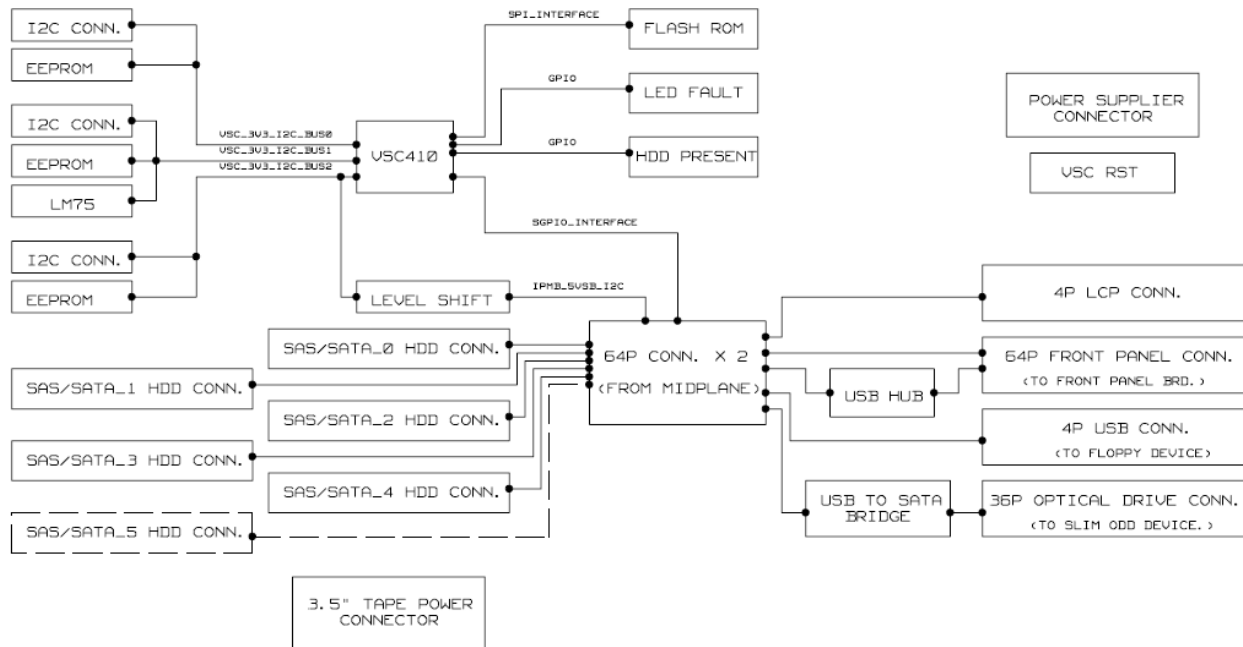 I2C CONN.
EEPROM
I2C CONN.
EEPROM
LM75
I2C CONN.
EEPROM
VSC_3V3_I2C_BUS0
VSC_3V3_I2C_BUS1
VSC_3V3_I2C_BUS2
VSC410
SPI_INTERFACE
FLASH ROM
GPIO
LED FAULT
GPIO
HDD PRESENT
POWER SUPPLIER
CONNECTOR
VSC RST
SGPIO_INTERFACE
LEVEL SHIFT
IPMB_5VSB_I2C
SAS/SATA_0 HDD CONN.
SAS/SATA_1 HDD CONN.
SAS/SATA_2 HDD CONN.
SAS/SATA_3 HDD CONN.
SAS/SATA_4 HDD CONN.
SAS/SATA_5 HDD CONN.
64P CONN. X 2
(FROM MIDPLANE)
4P LCP CONN.
64P FRONT PANEL CONN.
(TO FRONT PANEL BRD.)
USB HUB
4P USB CONN.
(TO FLOPPY DEVICE)
USB TO SATA
BRIDGE
36P OPTICAL DRIVE CONN.
(TO SLIM ODD DEVICE.)
3.5" TAPE POWER
CONNECTOR